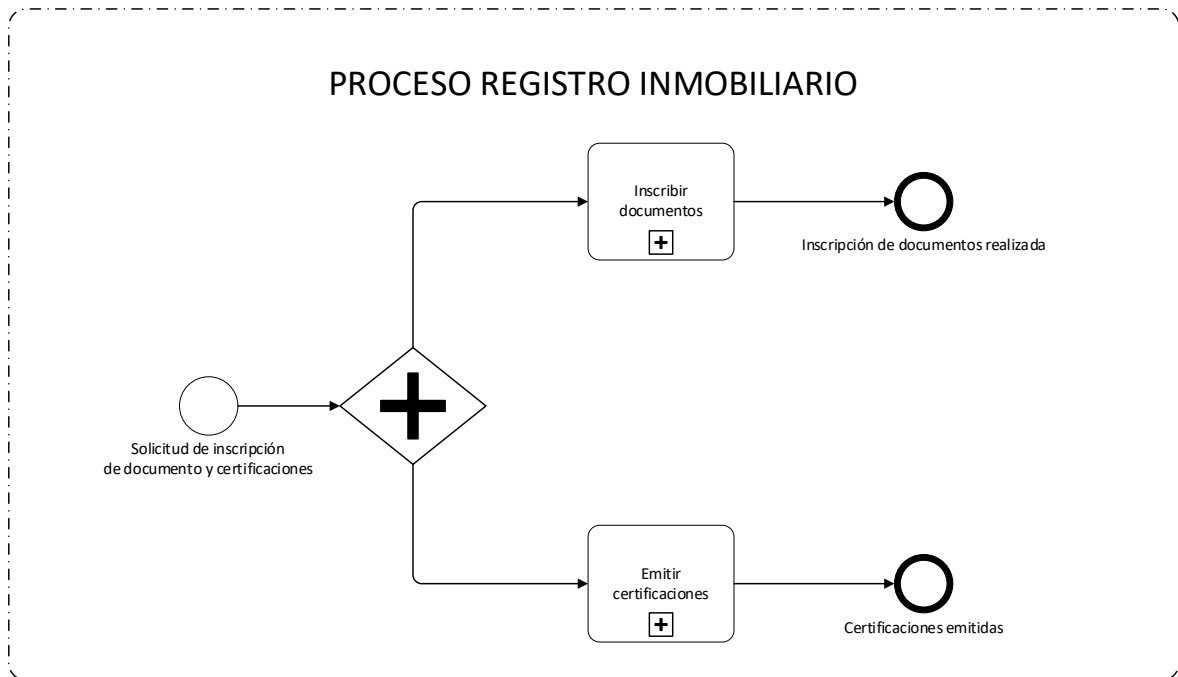 PROCESO REGISTRO INMOBILIARIO
Inscribir
documentos
Inscripción de documentos realizada
Solicitud de inscripción
de documento y certificaciones
Emitir
certificaciones
Certificaciones emitidas